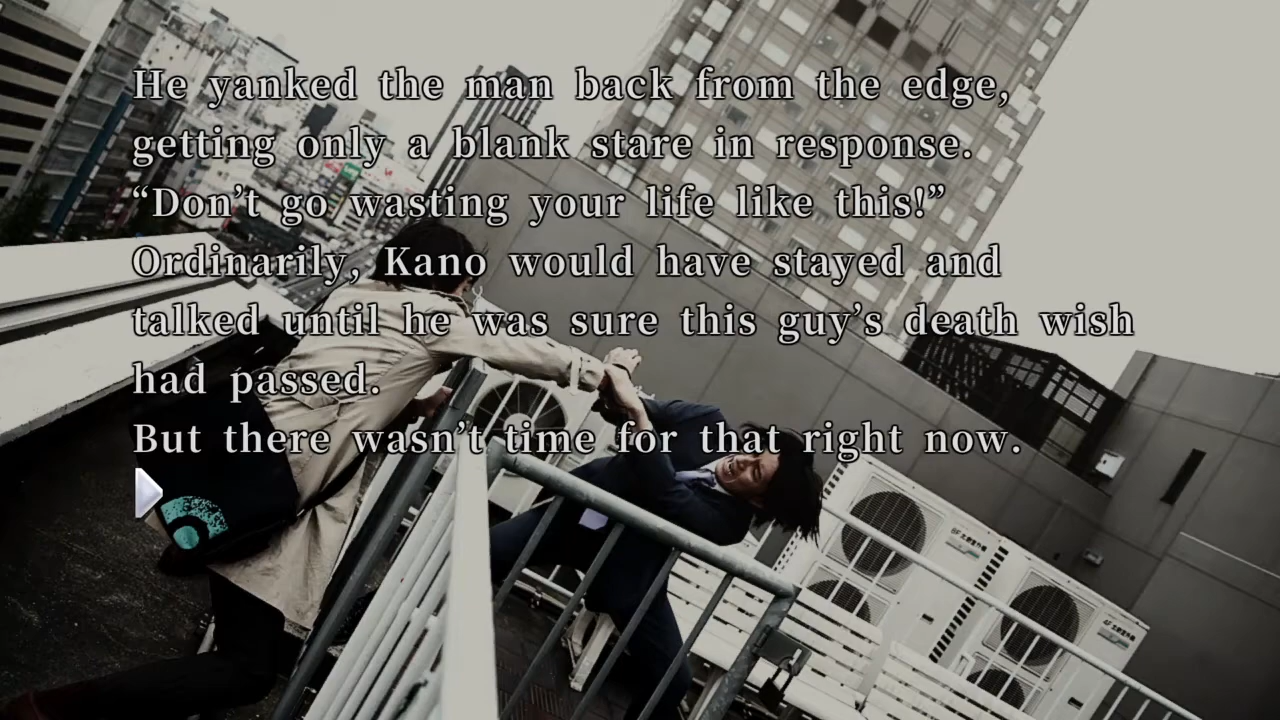 He yanked the man back from the edge,
getting only a blank stare in response.
“Don’t go wasting your life like this!”
Ordinarily, Kano would have stayed and
talked until he was sure this guy’s death wish
had passed.
But there wasn’t time for that right now.